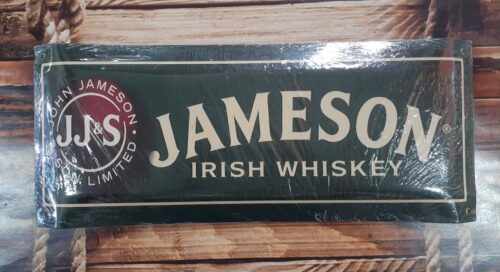 JOHN JAMESON
JJ&S
& SON LIMITED
JAMESON®
IRISH WHISKEY